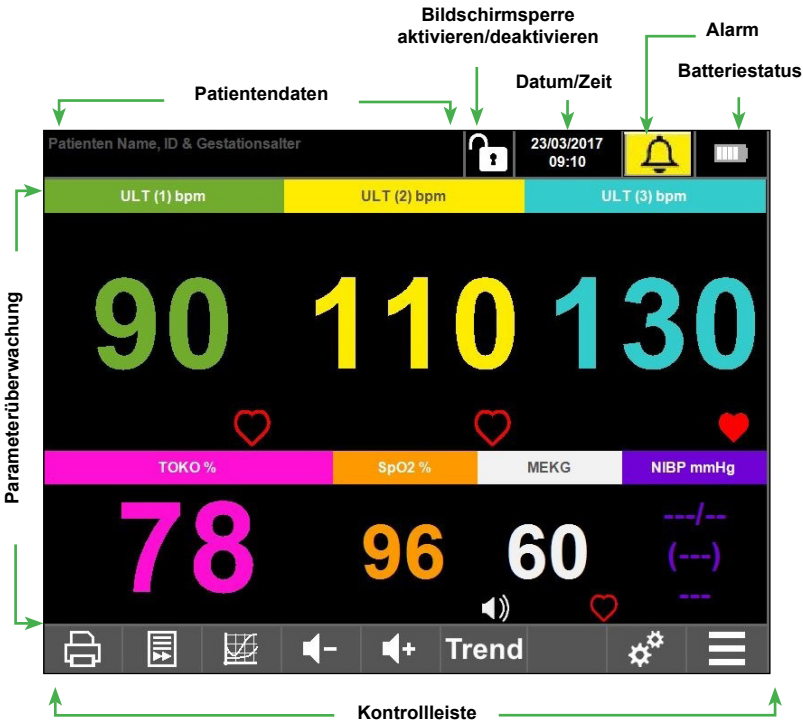 Bildschirmsperre
aktivieren/deaktivieren
Alarm
Datum/Zeit
Batteriestatus
Patientendaten
Patienten Name, ID & Gestationsalter
23/03/2017
09:10
ULT (1) bpm
ULT (2) bpm
ULT (3) bpm
90
110
130
Parameterüberwachung
TOKO %
SpO2 %
MEKG
NIBP mmHg
78
96
60
---/--
(---)
---
Trend
Kontrollleiste